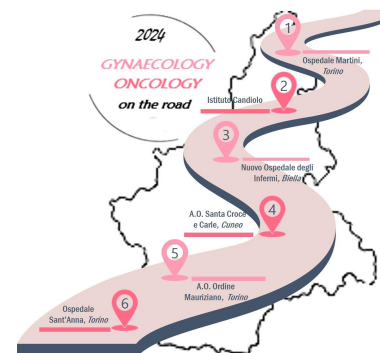 2024
GYNAECOLOGY
ONCOLOGY
on the road
1
Ospedale Martini,
Torino
2
Istituto Candiolo
3
Nuovo Ospedale degli
Infermi, Biella
4
A.O. Santa Croce
e Carle, Cuneo
5
A.O. Ordine
Mauriziano, Torino
6
Ospedale
Sant'Anna, Torino